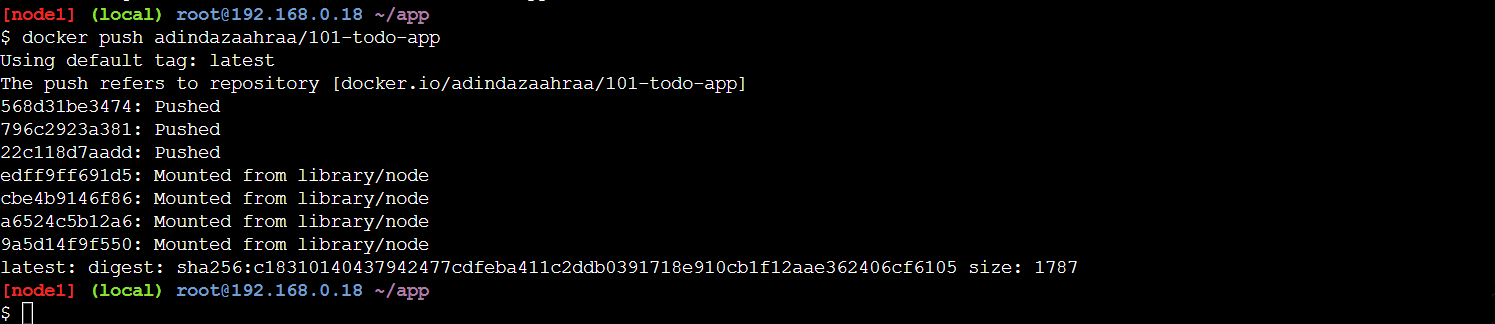 [node1] (local) root@192.168.0.18 ~/app
$ docker push adindazaahraa/101-todo-app
Using default tag: latest
The push refers to repository [docker.io/adindazaahraa/101-todo-app]
568d31be3474: Pushed
796c2923a381: Pushed
22c118d7aadd: Pushed
edff9ff691d5: Mounted from library/node
cbe4b9146f86: Mounted from library/node
a6524c5b12a6: Mounted from library/node
9a5d14f9f550: Mounted from library/node
latest: digest: sha256:c18310140437942477cdfeba411c2ddb0391718e910cb1f12aae362406cf6105 size: 1787
[node1] (local) root@192.168.0.18 ~/app
$